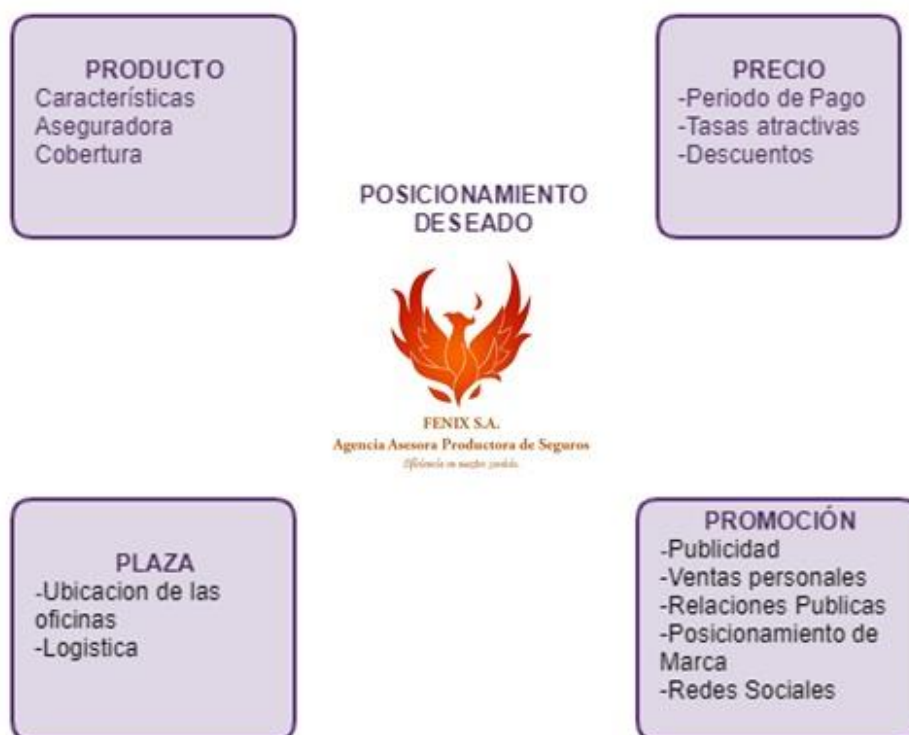 PRODUCTO
Características
Aseguradora
Cobertura
PRECIO
-Periodo de Pago
-Tasas atractivas
-Descuentos
POSICIONAMIENTO
DESEADO
FENIX S.A.
Agencia Asesora Productora de Seguros
PLAZA
-Ubicacion de las
oficinas
-Logistica
PROMOCIÓN
-Publicidad
-Ventas personales
-Relaciones Publicas
-Posicionamiento de
Marca
-Redes Sociales